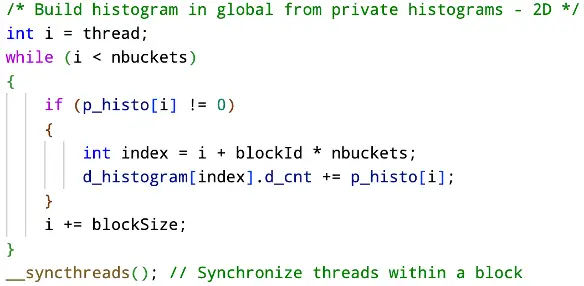 /* Build histogram in global from private histograms - 2D */
int i = thread;
while (i < nbuckets)
{
if (p_histo[i] != 0)
{
int index = i + blockId * nbuckets;
d_histogram[index].d_cnt += p_histo[i];
}
i += blockSize;
}
__syncthreads(); // Synchronize threads within a block